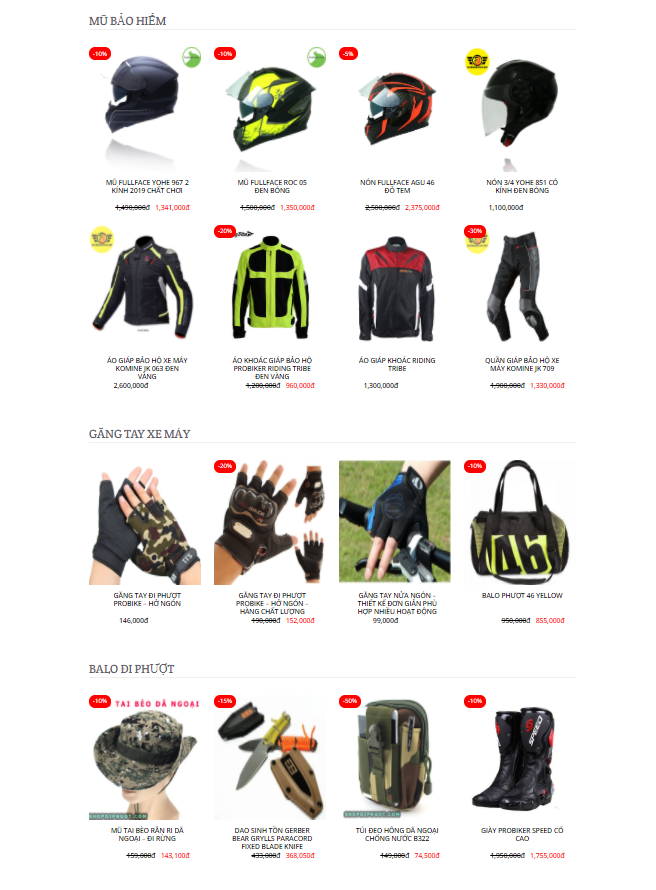 MŨ BẢO HIỂM
-10%
-10%
-5%
MŨ FULLFACE YOHE 967 2
KÍNH 2019 CHẤT CHƠI
1,490,000đ 1,341,000đ
MŨ FULLFACE ROC 05
ĐEN BÓNG
1,500,000đ 1,350,000đ
NÓN FULLFACE AGU 46
ĐỎ TEM
2,500,000đ 2,375,000đ
NÓN 3/4 YOHE 851 CÓ
KÍNH ĐEN BÓNG
1,100,000đ
-20%
-30%
ÁO GIÁP BẢO HỘ XE MÁY
KOMINE JK 063 ĐEN
VÀNG
2,600,000đ
ÁO KHOÁC GIÁP BẢO HỘ
PROBIKER RIDING TRIBE
ĐEN VÀNG
1,200,000đ 960,000đ
ÁO GIÁP KHOÁC RIDING
TRIBE
1,300,000đ
QUẦN GIÁP BẢO HỘ XE
MÁY KOMINE JK 709
1,900,000đ 1,330,000đ
GĂNG TAY XE MÁY
-20%
-10%
46
GĂNG TAY ĐI PHƯỢT
PROBIKE – HỞ NGÓN
146,000đ
GĂNG TAY ĐI PHƯỢT
PROBIKE – HỞ NGÓN –
HÀNG CHẤT LƯỢNG
190,000đ 152,000đ
GĂNG TAY NỬA NGÓN –
THIẾT KẾ ĐƠN GIẢN PHÙ
HỢP NHIỀU HOẠT ĐỘNG
99,000đ
BALO PHƯỢT 46 YELLOW
950,000đ 855,000đ
BALO ĐI PHƯỢT
-10%
TAI BÈO DÃ NGOẠI
-15%
-50%
-10%
SPEED
SHOPDIPHUOT.COM
SHOPDIPHUOT.COM
MŨ TAI BÈO RẰN RI DÃ
NGOẠI – ĐI RỪNG
159,000đ 143,100đ
DAO SINH TỒN GERBER
BEAR GRYLLS PARACORD
FIXED BLADE KNIFE
433,000đ 368,050đ
TÚI ĐEO HÔNG DÃ NGOẠI
CHỐNG NƯỚC B322
149,000đ 74,500đ
GIÀY PROBIKER SPEED CỔ
CAO
1,950,000đ 1,755,000đ